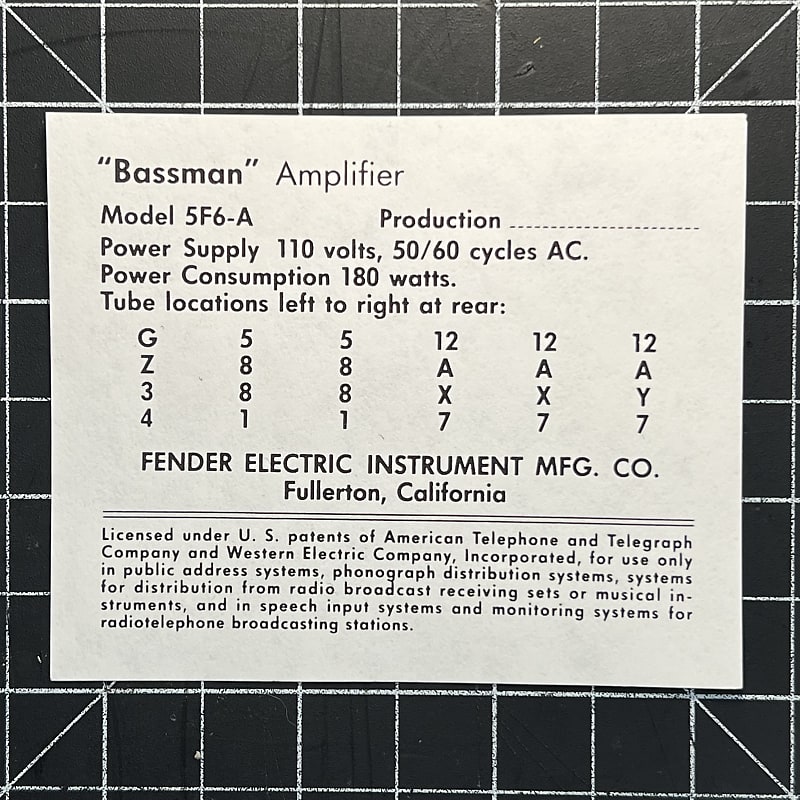 “Bassman” Amplifier
Model 5F6-A Production
Power Supply 110 volts, 50/60 cycles AC.
Power Consumption 180 watts.
Tube locations left to right at rear:
G 5 5 12 12 12
Z 8 8 A A A
3 8 8 X X Y
4 1 1 7 7 7
FENDER ELECTRIC INSTRUMENT MFG. CO.
Fullerton, California
Licensed under U. S. patents of American Telephone and Telegraph
Company and Western Electric Company, Incorporated, for use only
in public address systems, phonograph distribution systems, systems
for distribution from radio broadcast receiving sets or musical in-
struments, and in speech input systems and monitoring systems for
radiotelephone broadcasting stations.